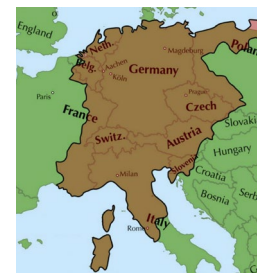 England
Neth.
Magdeburg
Polan
Belg.
Aachen
Köln
Germany
Paris
Prague
France
Czech
Slovaki
Switz.
Austria
Hungary
Slovenia
Milan
Croatia
Bosnia
Serb
Italy
Rome